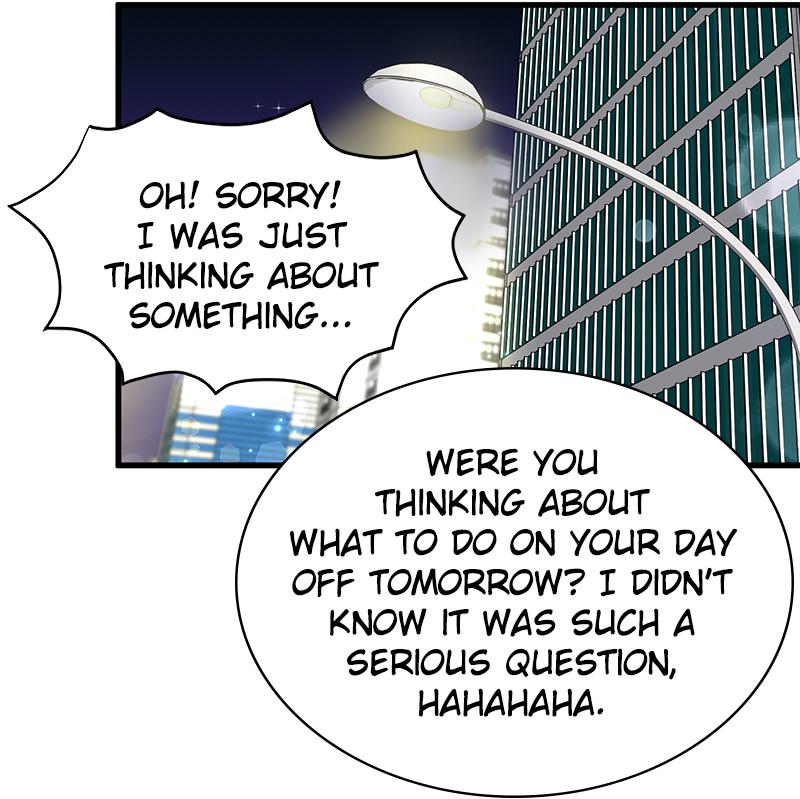 OH! SORRY!
I WAS JUST
THINKING ABOUT
SOMETHING...
WERE YOU
THINKING ABOUT
WHAT TO DO ON YOUR DAY
OFF TOMORROW? I DIDN'T
KNOW IT WAS SUCH A
SERIOUS QUESTION,
HAHAHAHA.